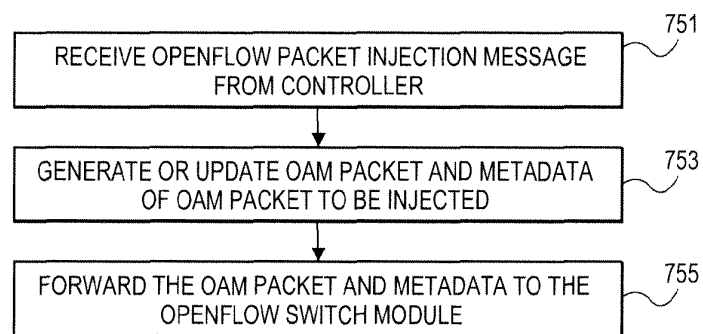 751
RECEIVE OPENFLOW PACKET INJECTION MESSAGE
FROM CONTROLLER
753
GENERATE OR UPDATE OAM PACKET AND METADATA
OF OAM PACKET TO BE INJECTED
755
FORWARD THE OAM PACKET AND METADATA TO THE
OPENFLOW SWITCH MODULE